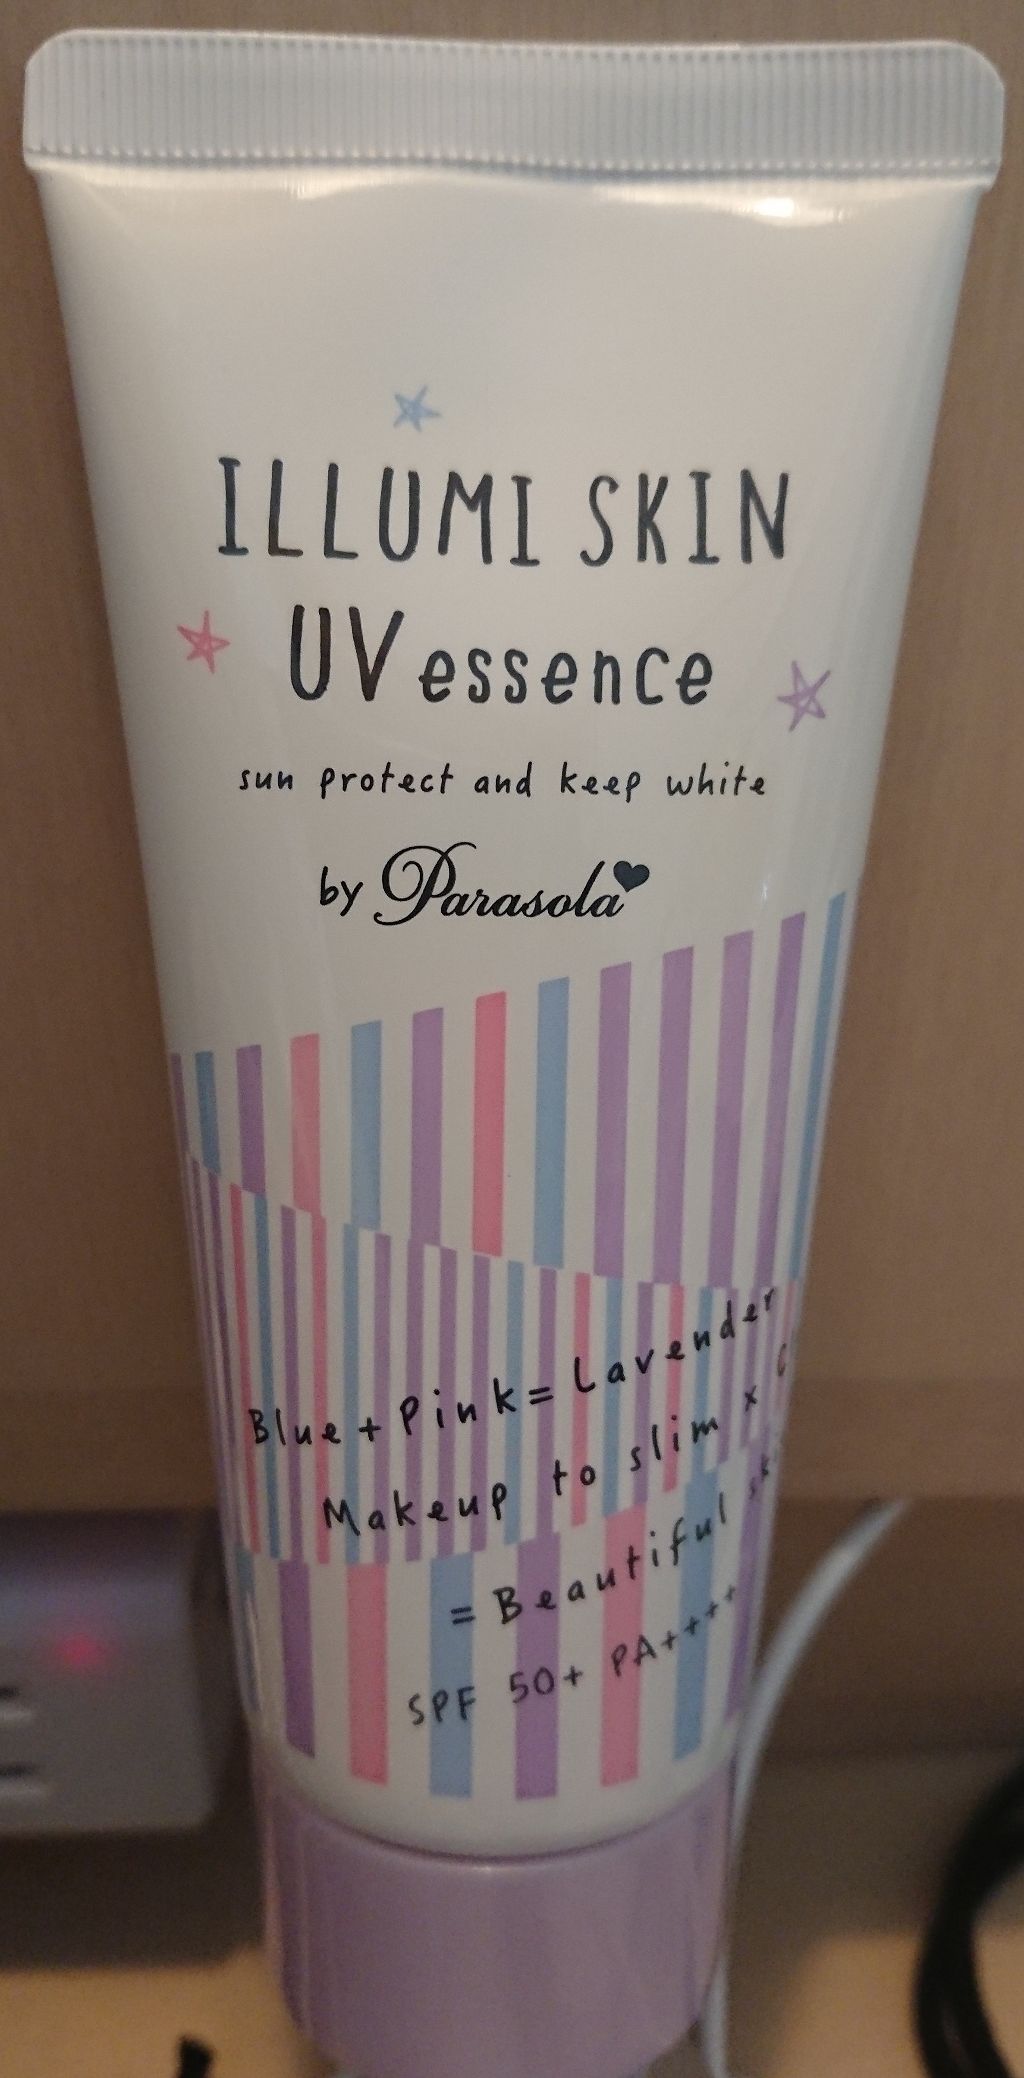 ILLUMI SKIN
UV essence
sun protect and keep white
by Parasola
Blue + Pink = Lavender
Makeup to slim x
= Beautiful
SPF 50+ PA++++